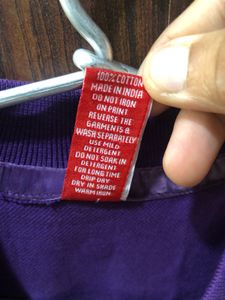 100% COTTON
MADE IN INDIA
DO NOT IRON
ON PRINT
REVERSE THE
GARMENTS &
WASH SEPARATELY
USE MILD
DETERGENT
DO NOT SOAK IN
DETERGENT
FOR LONG TIME
DRIP DRY
DRY IN SHADE
WARM IRON